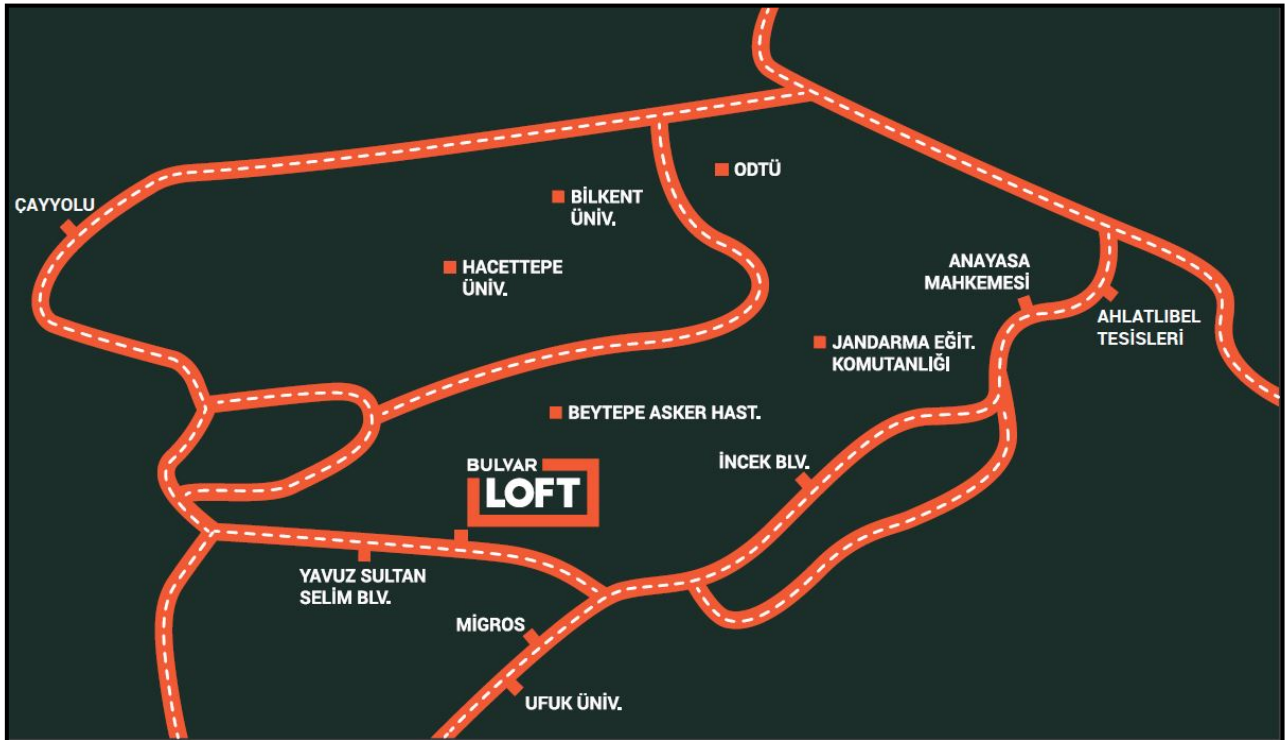 ODTÜ
BİLKENT
ÜNİV.
ÇAYYOLU
HACETTEPE
ÜNİV.
ANAYASA
MAHKEMESİ
AHLATLIBEL
TESİSLERİ
JANDARMA EĞİT.
KOMUTANLIĞI
BEYTEPE ASKER HAST.
BULVAR
LOFT
İNCEK BLV.
YAVUZ SULTAN
SELİM BLV.
MİGROS
UFUK ÜNİV.